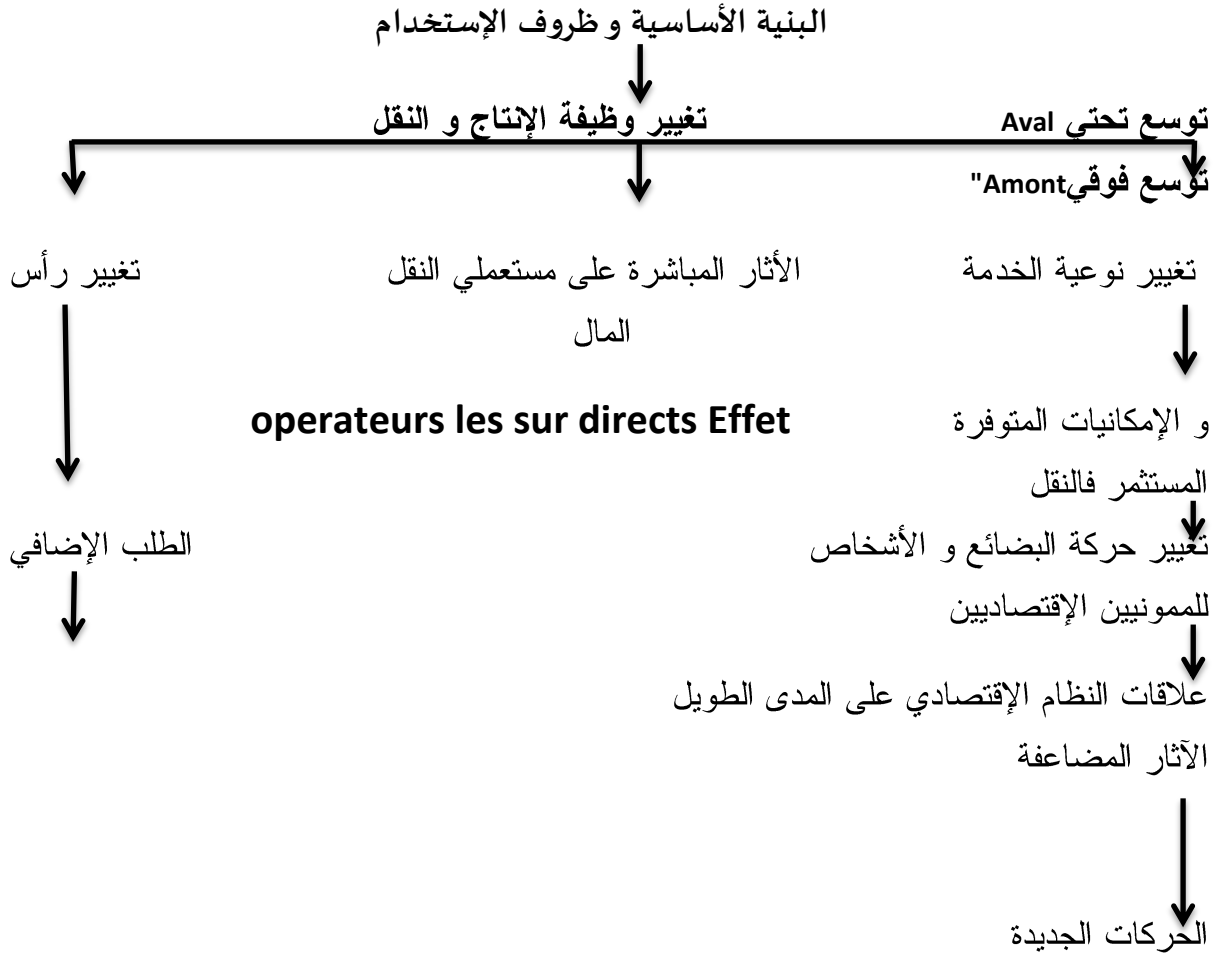 البنية الأساسية و ظروف الإستخدام
توسع تحتي Aval تغيير وظيفة الإنتاج و النقل
توسع فوقيAmont"
تغيير نوعية الخدمة الأثار المباشرة على مستعملي النقل تغيير رأس
المال
و الإمكانيات المتوفرة operateurs les sur directs Effet
المستثمر فالنقل
تغيير حركة البضائع و الأشخاص الطلب الإضافي
للممونيين الإقتصاديين
علاقات النظام الإقتصادي على المدى الطويل
الآثار المضاعفة
الحركات الجديدة